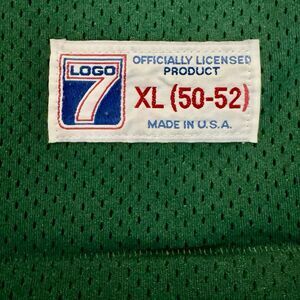 LOGO
7
OFFICIALLY LICENSED
PRODUCT
XL (50-52)
MADE IN U.S.A.